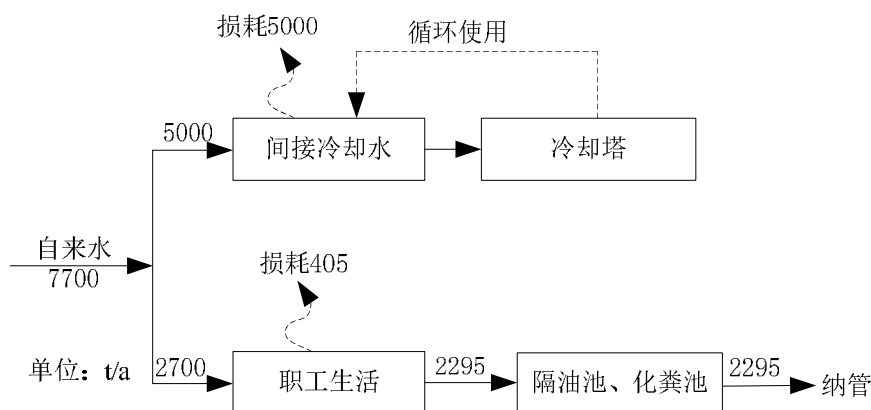 损耗5000
循环使用
5000
间接冷却水
冷却塔
自来水
7700
损耗405
单位：t/a
2700
职工生活
2295
隔油池、化粪池
2295
纳管